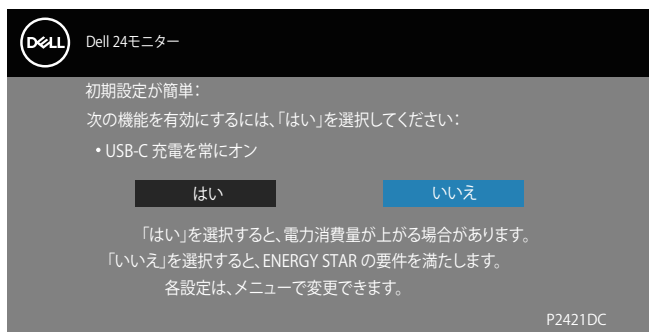 DELL
Dell 24モニター
初期設定が簡単：
次の機能を有効にするには、「はい」を選択してください：
• USB-C 充電を常にオン
はい
いいえ
「はい」を選択すると、電力消費量が上がる場合があります。
「いいえ」を選択すると、ENERGY STAR の要件を満たします。
各設定は、メニューで変更できます。
P2421DC